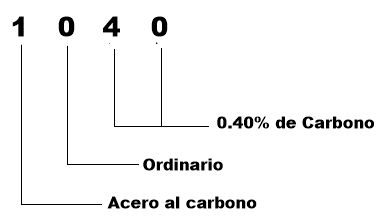 1 0 4 0
0.40% de Carbono
Ordinario
Acero al carbono